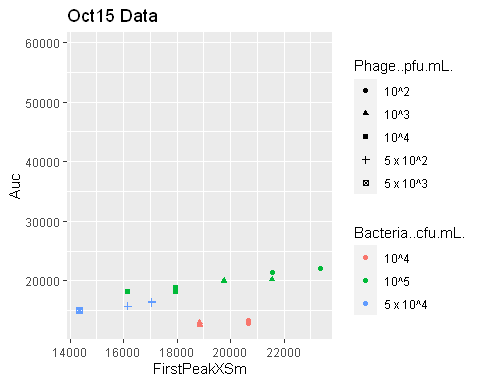 Oct15 Data
60000
50000
40000
30000
20000
Auc
14000 16000 18000 20000 22000
FirstPeakXSm
Phage..pfu.mL.
10^2
10^3
10^4
5 x 10^2
5 x 10^3
Bacteria..cfu.mL.
10^4
10^5
5 x 10^4